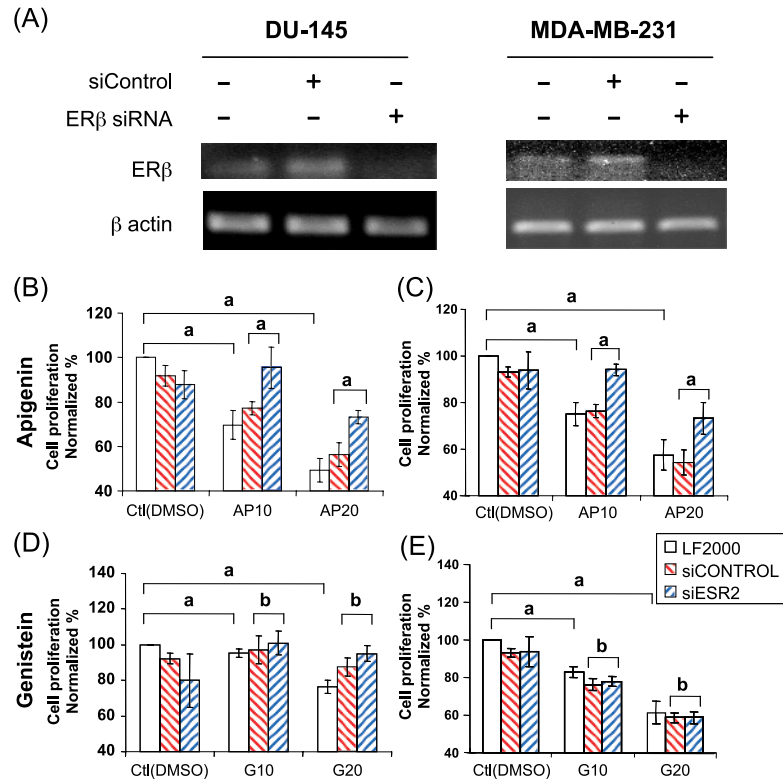 (A)
DU-145
MDA-MB-231
siControl
– + –
– + –
ERβ siRNA
– – +
– – +
ERβ
β actin
(B)
(C)
Apigenin
Cell proliferation
Normalized %
120
100
80
60
40
a
a
a
a
Ctl(DMSO) AP10 AP20
Cell proliferation
Normalized %
120
100
80
60
40
a
a
a
a
Ctl(DMSO) AP10 AP20
(D)
(E)
Genistein
Cell proliferation
Normalized %
140
120
100
80
60
40
a
a
b
b
Ctl(DMSO) G10 G20
Cell proliferation
Normalized %
140
120
100
80
60
40
a
a
b
b
Ctl(DMSO) G10 G20
LF2000
siCONTROL
siESR2